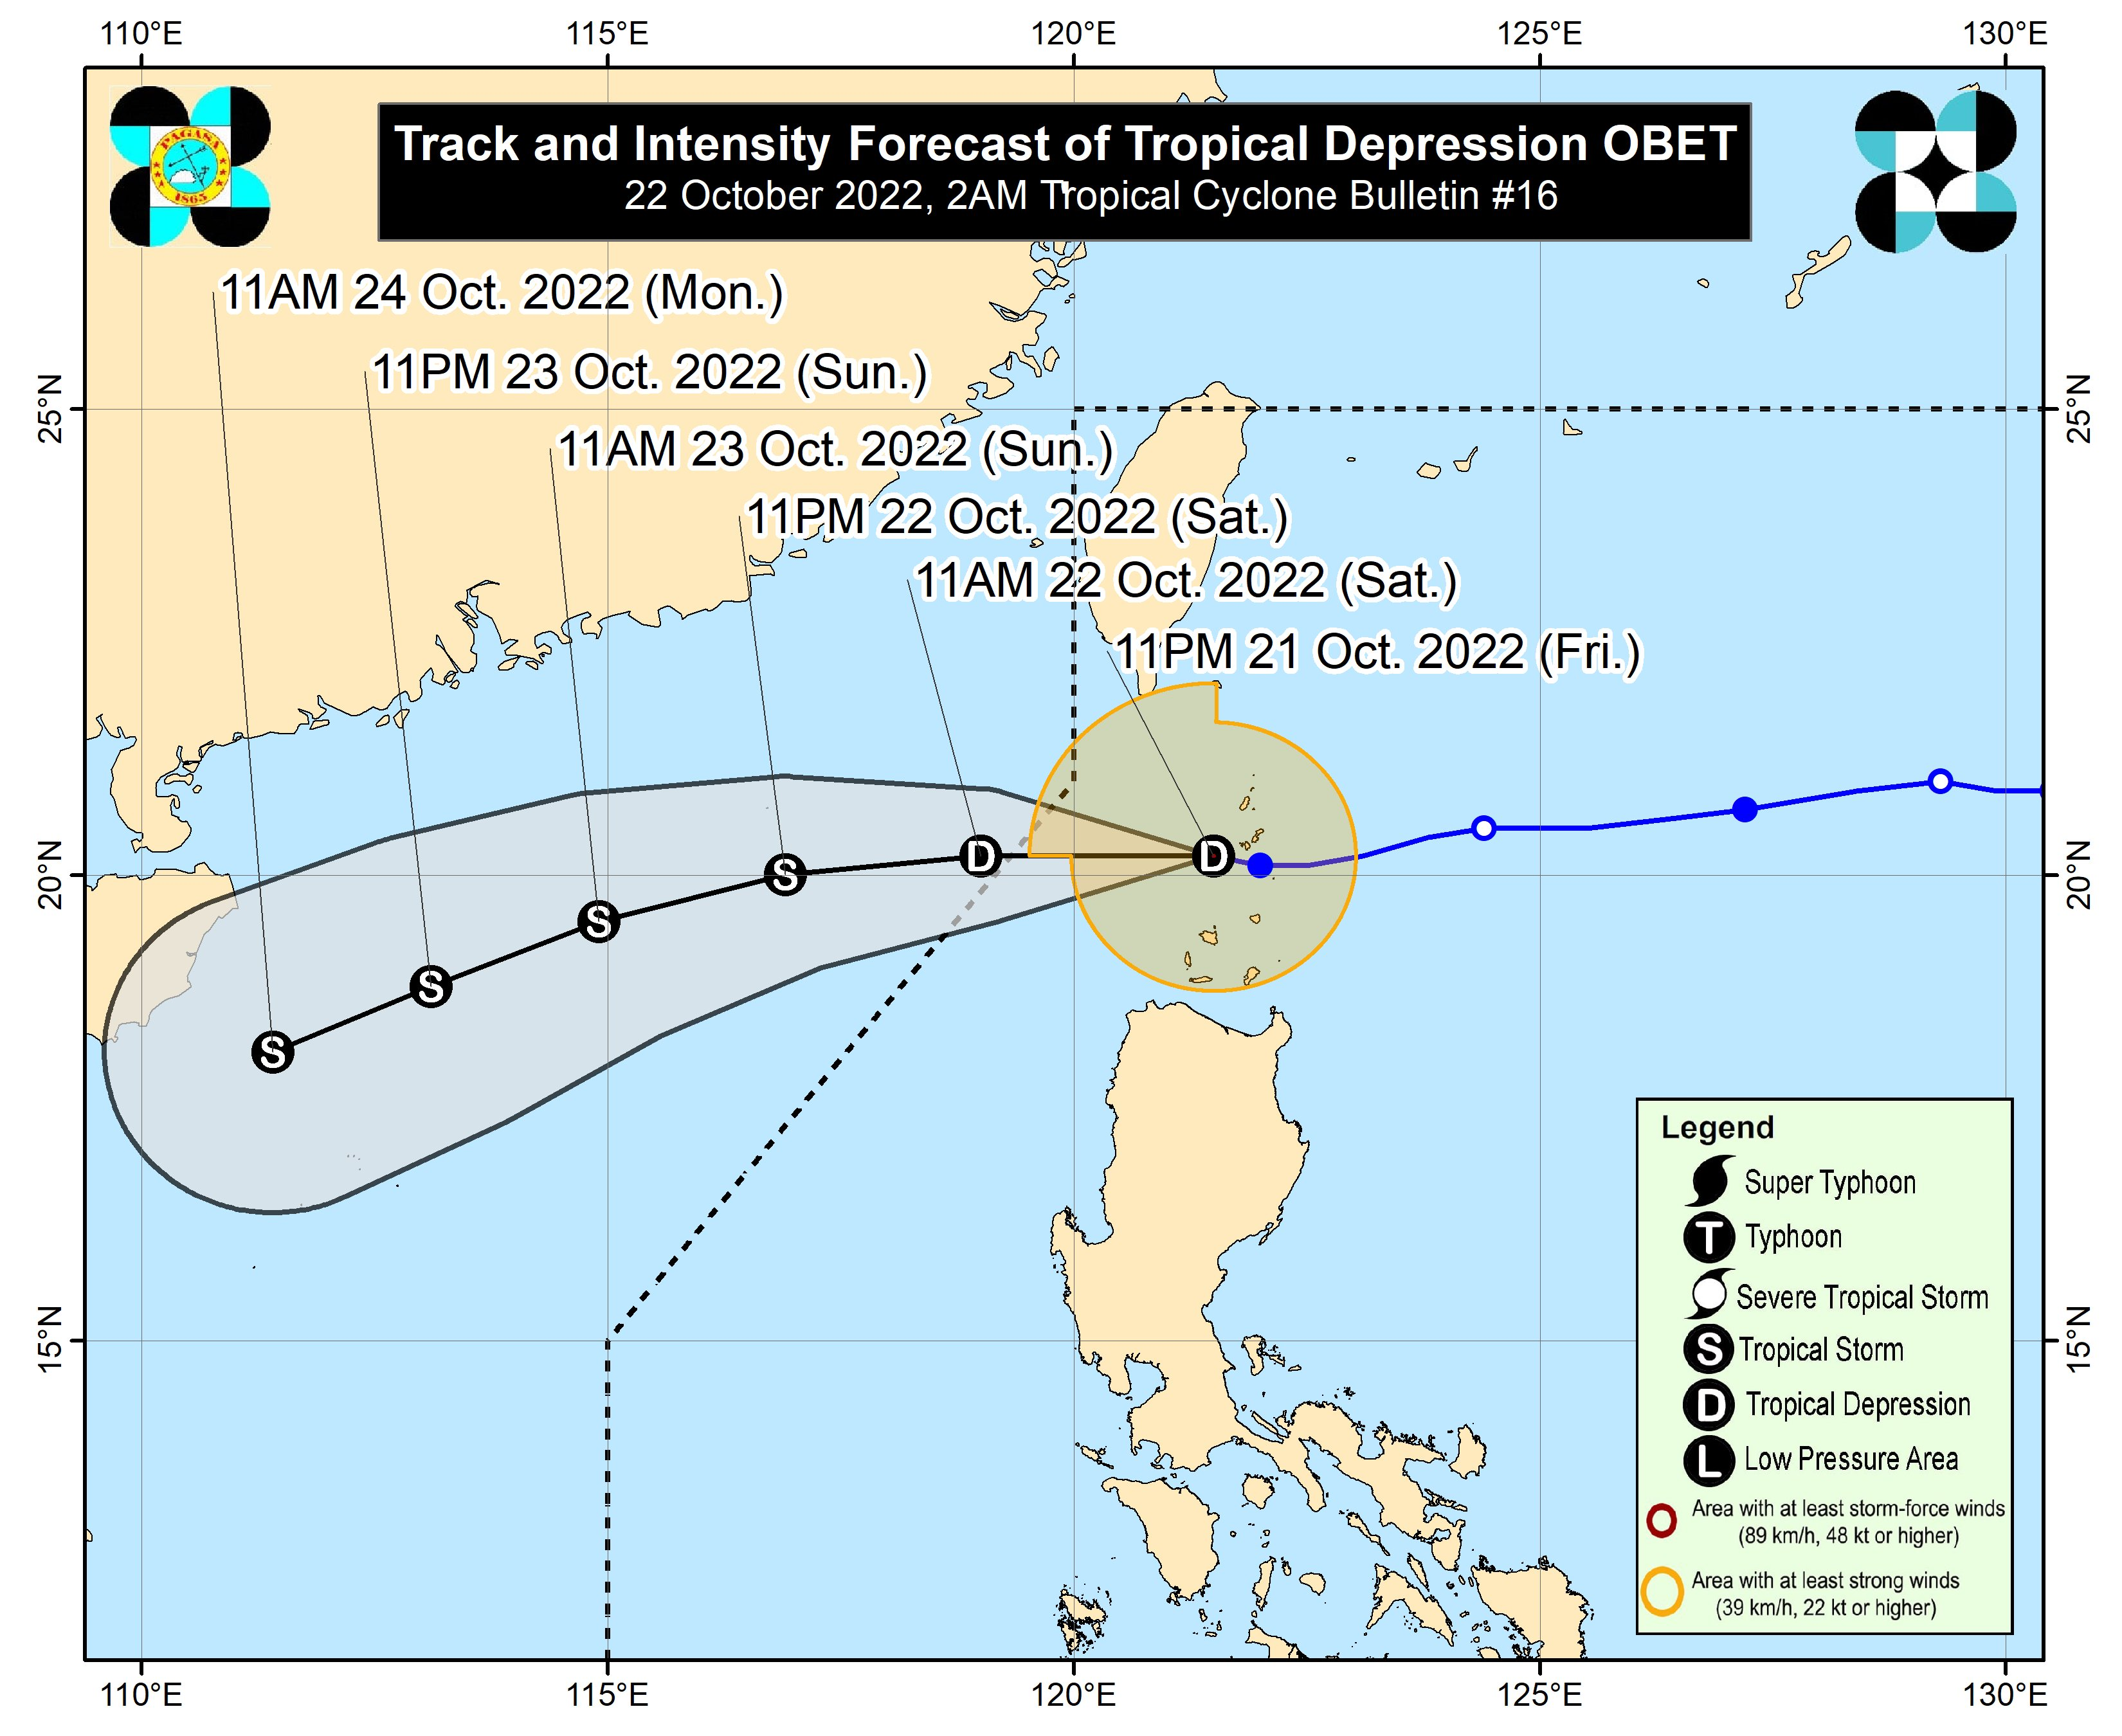 110°E 115°E 120°E 125°E 130°E
PAGASA
1865
Track and Intensity Forecast of Tropical Depression OBET
22 October 2022, 2AM Tropical Cyclone Bulletin #16
11AM 24 Oct. 2022 (Mon.)
11PM 23 Oct. 2022 (Sun.)
25°N 25°N
11AM 23 Oct. 2022 (Sun.)
11PM 22 Oct. 2022 (Sat.)
11AM 22 Oct. 2022 (Sat.)
11PM 21 Oct. 2022 (Fri.)
20°N 20°N
S S S S D D
15°N 15°N
Legend
Super Typhoon
T Typhoon
Severe Tropical Storm
S Tropical Storm
D Tropical Depression
L Low Pressure Area
Area with at least storm-force winds
(89 km/h, 48 kt or higher)
Area with at least strong winds
(39 km/h, 22 kt or higher)
110°E 115°E 120°E 125°E 130°E